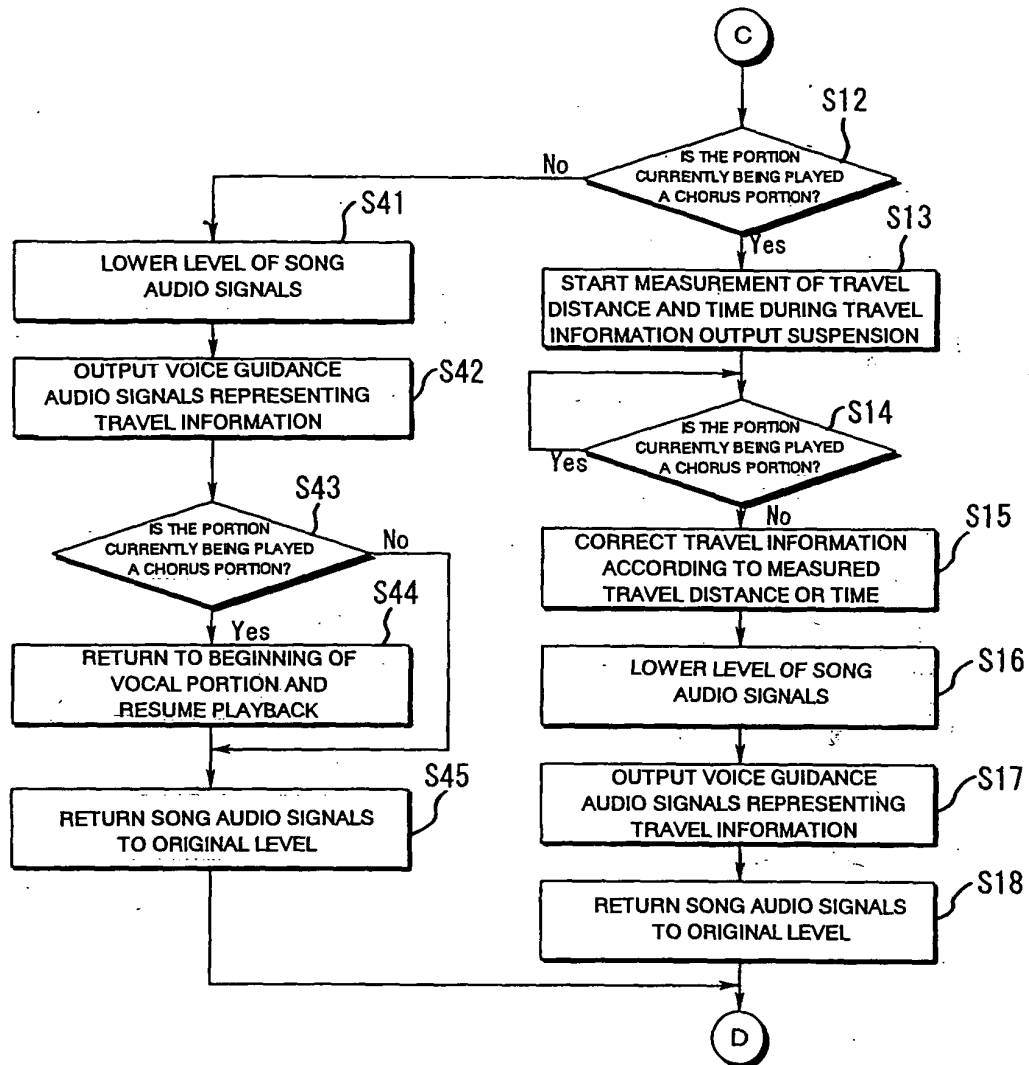 C
S12
IS THE PORTION
CURRENTLY BEING PLAYED
A CHORUS PORTION?
No
Yes
S41
LOWER LEVEL OF SONG
AUDIO SIGNALS
S13
START MEASUREMENT OF TRAVEL
DISTANCE AND TIME DURING TRAVEL
INFORMATION OUTPUT SUSPENSION
S42
OUTPUT VOICE GUIDANCE
AUDIO SIGNALS REPRESENTING
TRAVEL INFORMATION
S14
IS THE PORTION
CURRENTLY BEING PLAYED
A CHORUS PORTION?
Yes
No
S43
IS THE PORTION
CURRENTLY BEING PLAYED
A CHORUS PORTION?
No
Yes
S15
CORRECT TRAVEL INFORMATION
ACCORDING TO MEASURED
TRAVEL DISTANCE OR TIME
S44
RETURN TO BEGINNING OF
VOCAL PORTION AND
RESUME PLAYBACK
S16
LOWER LEVEL OF SONG
AUDIO SIGNALS
S45
RETURN SONG AUDIO SIGNALS
TO ORIGINAL LEVEL
S17
OUTPUT VOICE GUIDANCE
AUDIO SIGNALS REPRESENTING
TRAVEL INFORMATION
S18
RETURN SONG AUDIO SIGNALS
TO ORIGINAL LEVEL
D